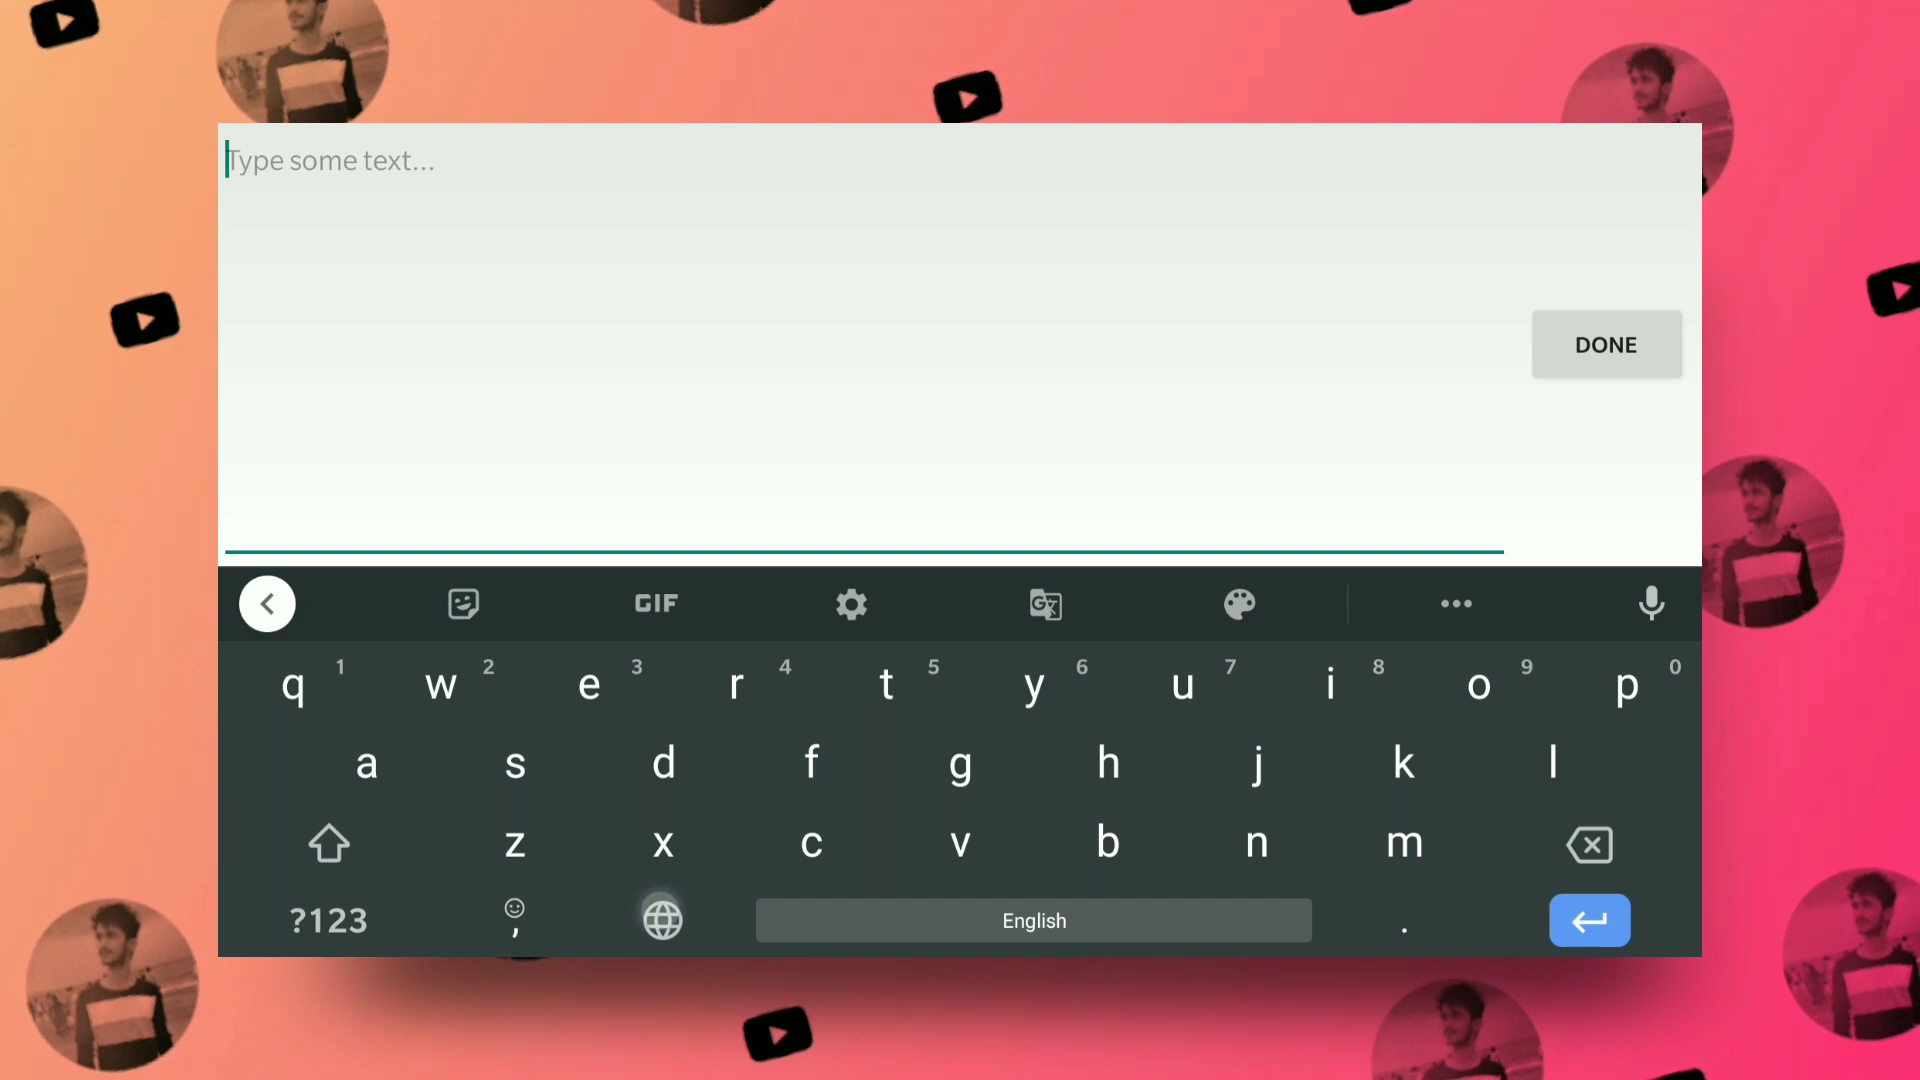 Type some text...
DONE
GIF
G
q 1 w 2 e 3 r 4 t 5 y 6 u 7 i 8 o 9 p 0
a s d f g h j k l
z x c v b n m
?123 , English .